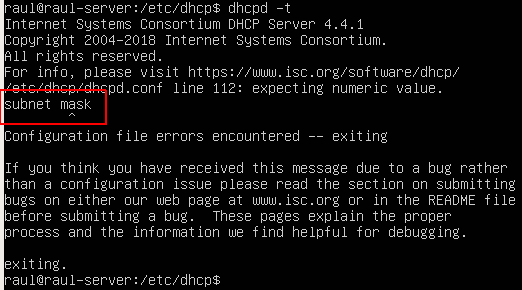 raul@raul-server:/etc/dhcp$ dhcpd -t
Internet Systems Consortium DHCP Server 4.4.1
Copyright 2004-2018 Internet Systems Consortium.
All rights reserved.
For info, please visit https://www.isc.org/software/dhcp/
/etc/dhcp/dhcpd.conf line 112: expecting numeric value.
subnet mask
^
Configuration file errors encountered -- exiting
If you think you have received this message due to a bug rather
than a configuration issue please read the section on submitting
bugs on either our web page at www.isc.org or in the README file
before submitting a bug.  These pages explain the proper
process and the information we find helpful for debugging.
exiting.
raul@raul-server:/etc/dhcp$